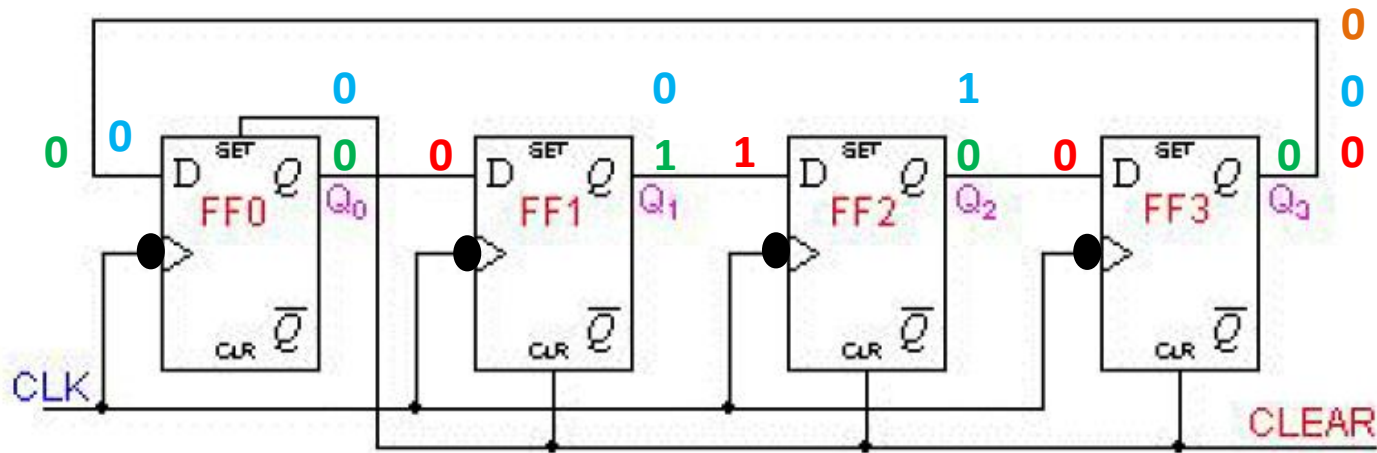 0
0 0 1 0
0 0 SET 0 0 SET 1 1 SET 0 0 SET 0 0
D Q D Q D Q D Q
FF0 Q0 FF1 Q1 FF2 Q2 FF3 Q3
Q̅ Q̅ Q̅ Q̅
CLR CLR CLR CLR
CLK
CLEAR